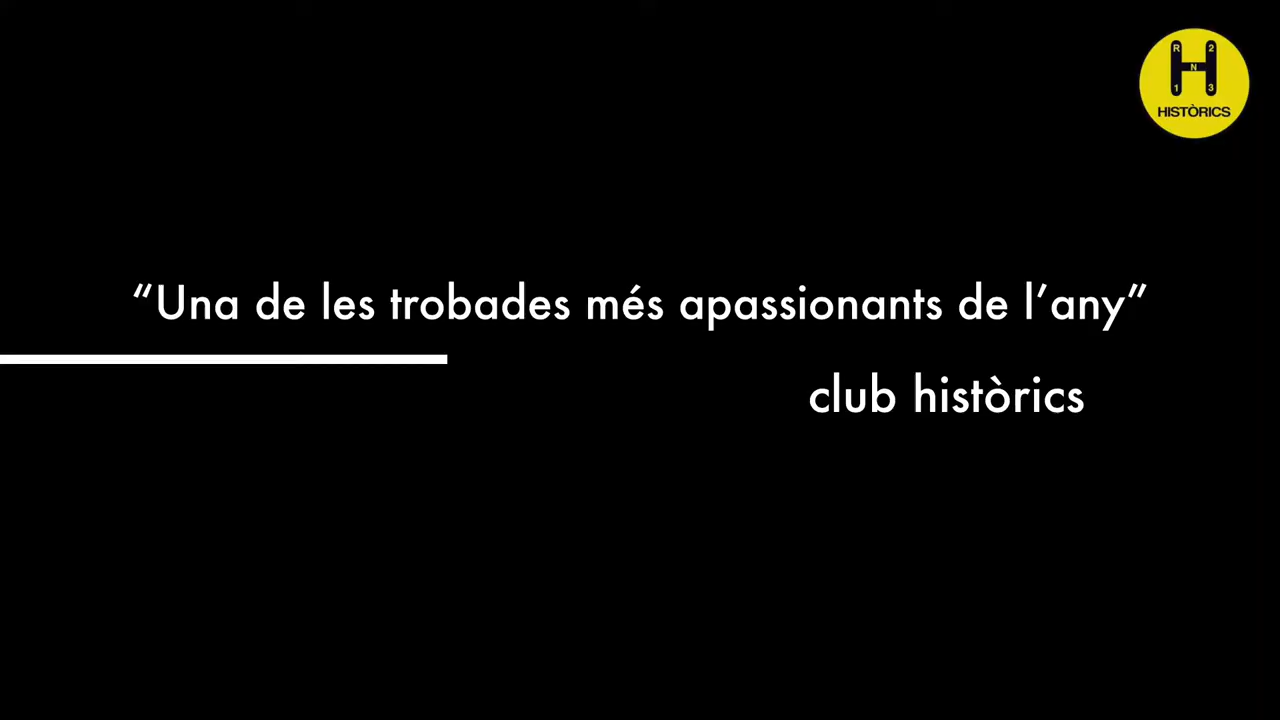 R 2
N
1 3
HISTÒRICS
“Una de les trobades més apassionants de l’any”
club històrics